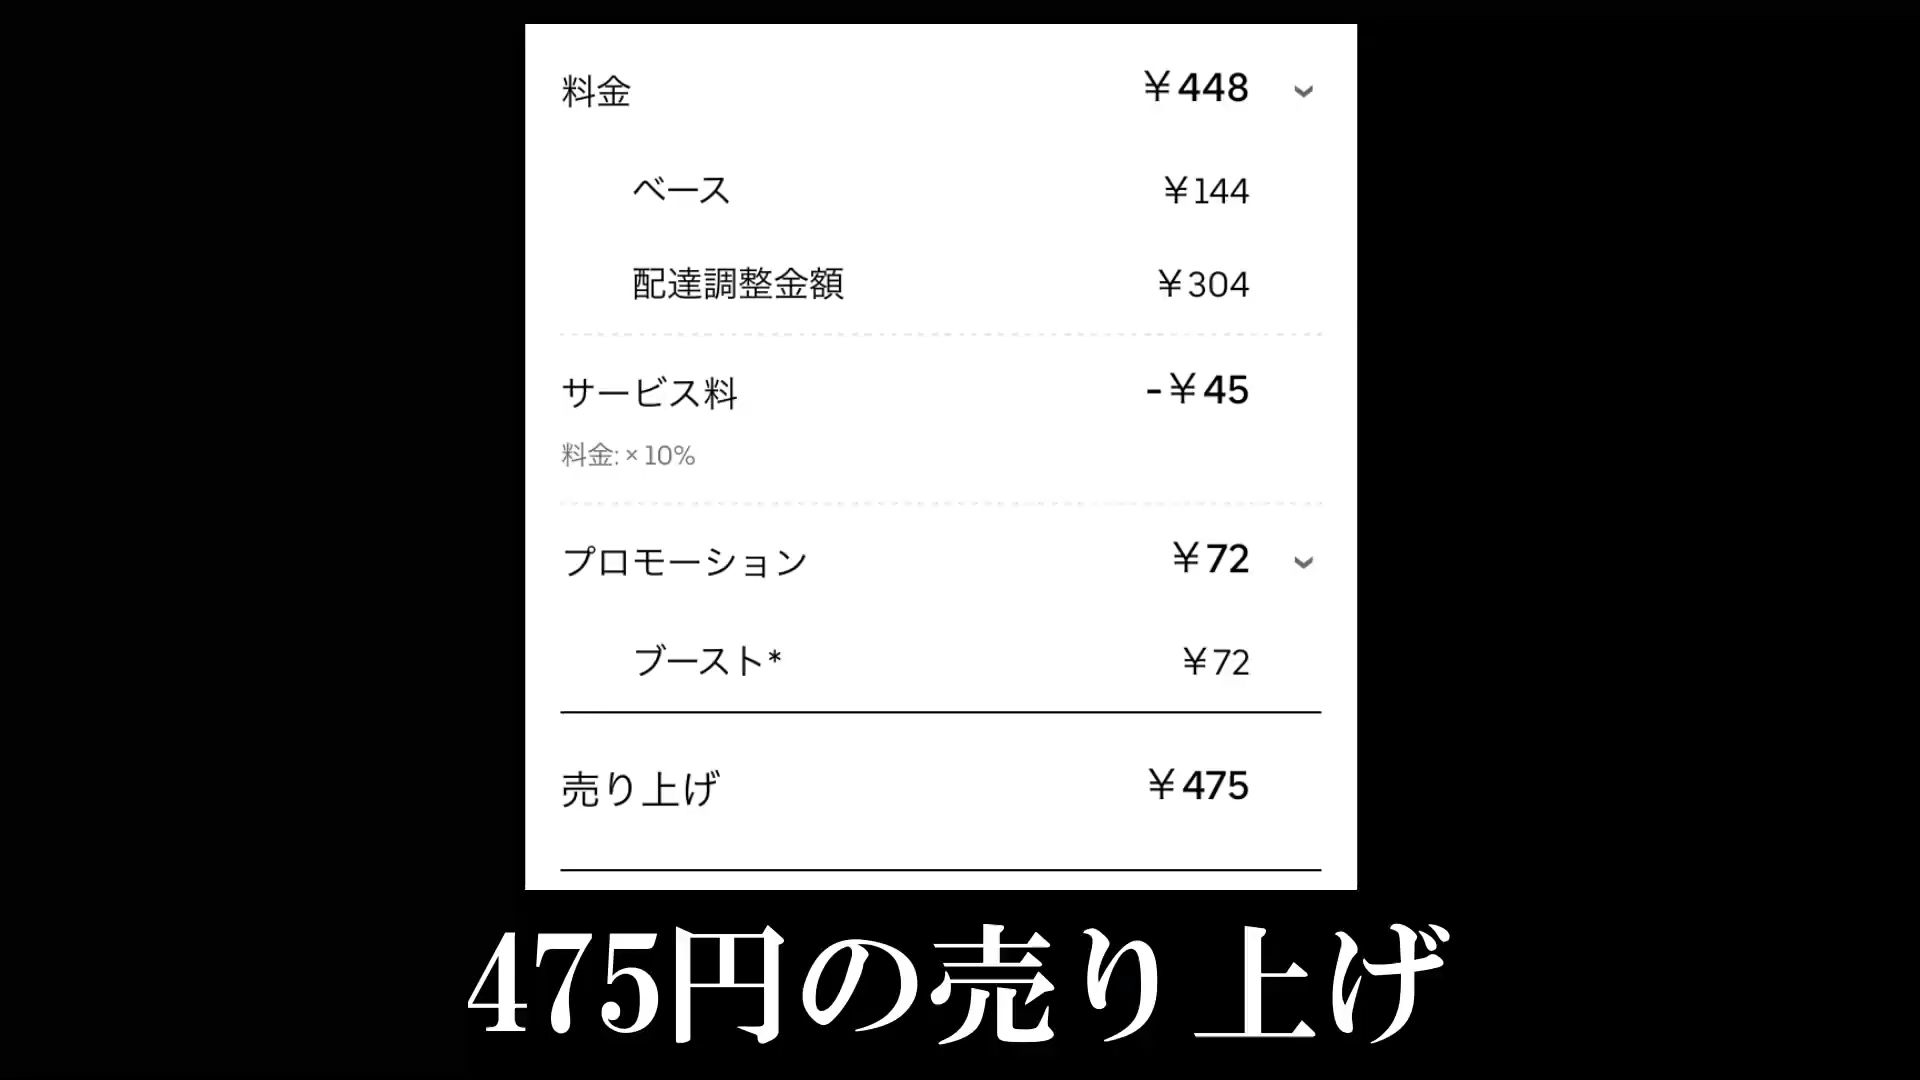 料金 ¥448
ベース ¥144
配達調整金額 ¥304
サービス料 -¥45
料金: × 10%
プロモーション ¥72
ブースト* ¥72
売り上げ ¥475
475円の売り上げ